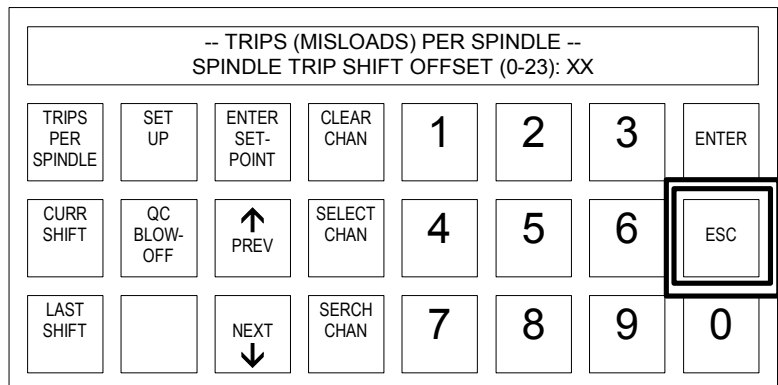 -- TRIPS (MISLOADS) PER SPINDLE --
SPINDLE TRIP SHIFT OFFSET (0-23): XX
TRIPS
PER
SPINDLE
SET
UP
ENTER
SET-
POINT
CLEAR
CHAN
1
2
3
ENTER
CURR
SHIFT
QC
BLOW-
OFF
↑
PREV
SELECT
CHAN
4
5
6
ESC
LAST
SHIFT
NEXT
↓
SERCH
CHAN
7
8
9
0